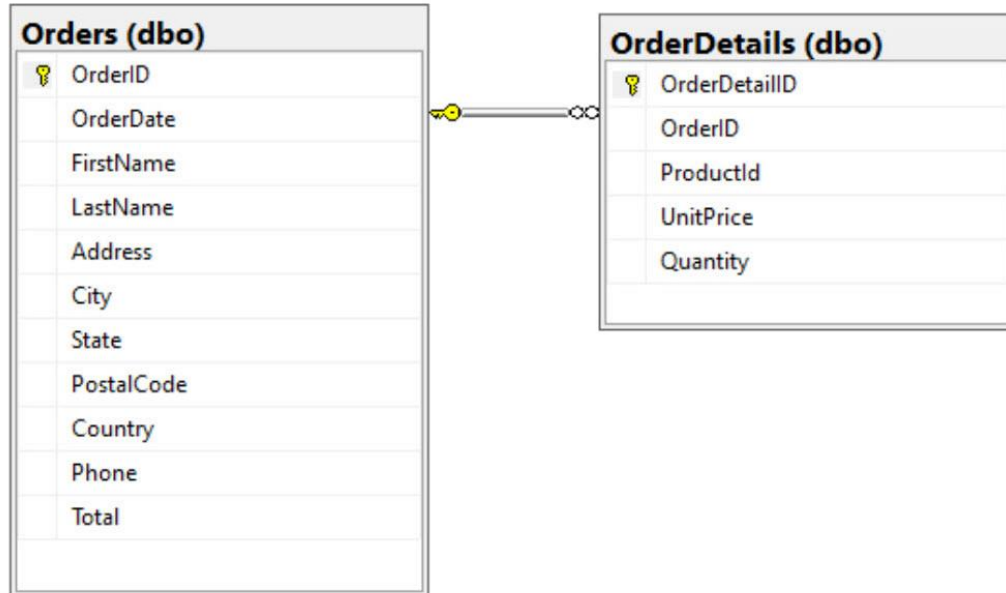 Orders (dbo)
OrderID
OrderDate
FirstName
LastName
Address
City
State
PostalCode
Country
Phone
Total
OrderDetails (dbo)
OrderDetailID
OrderID
ProductId
UnitPrice
Quantity